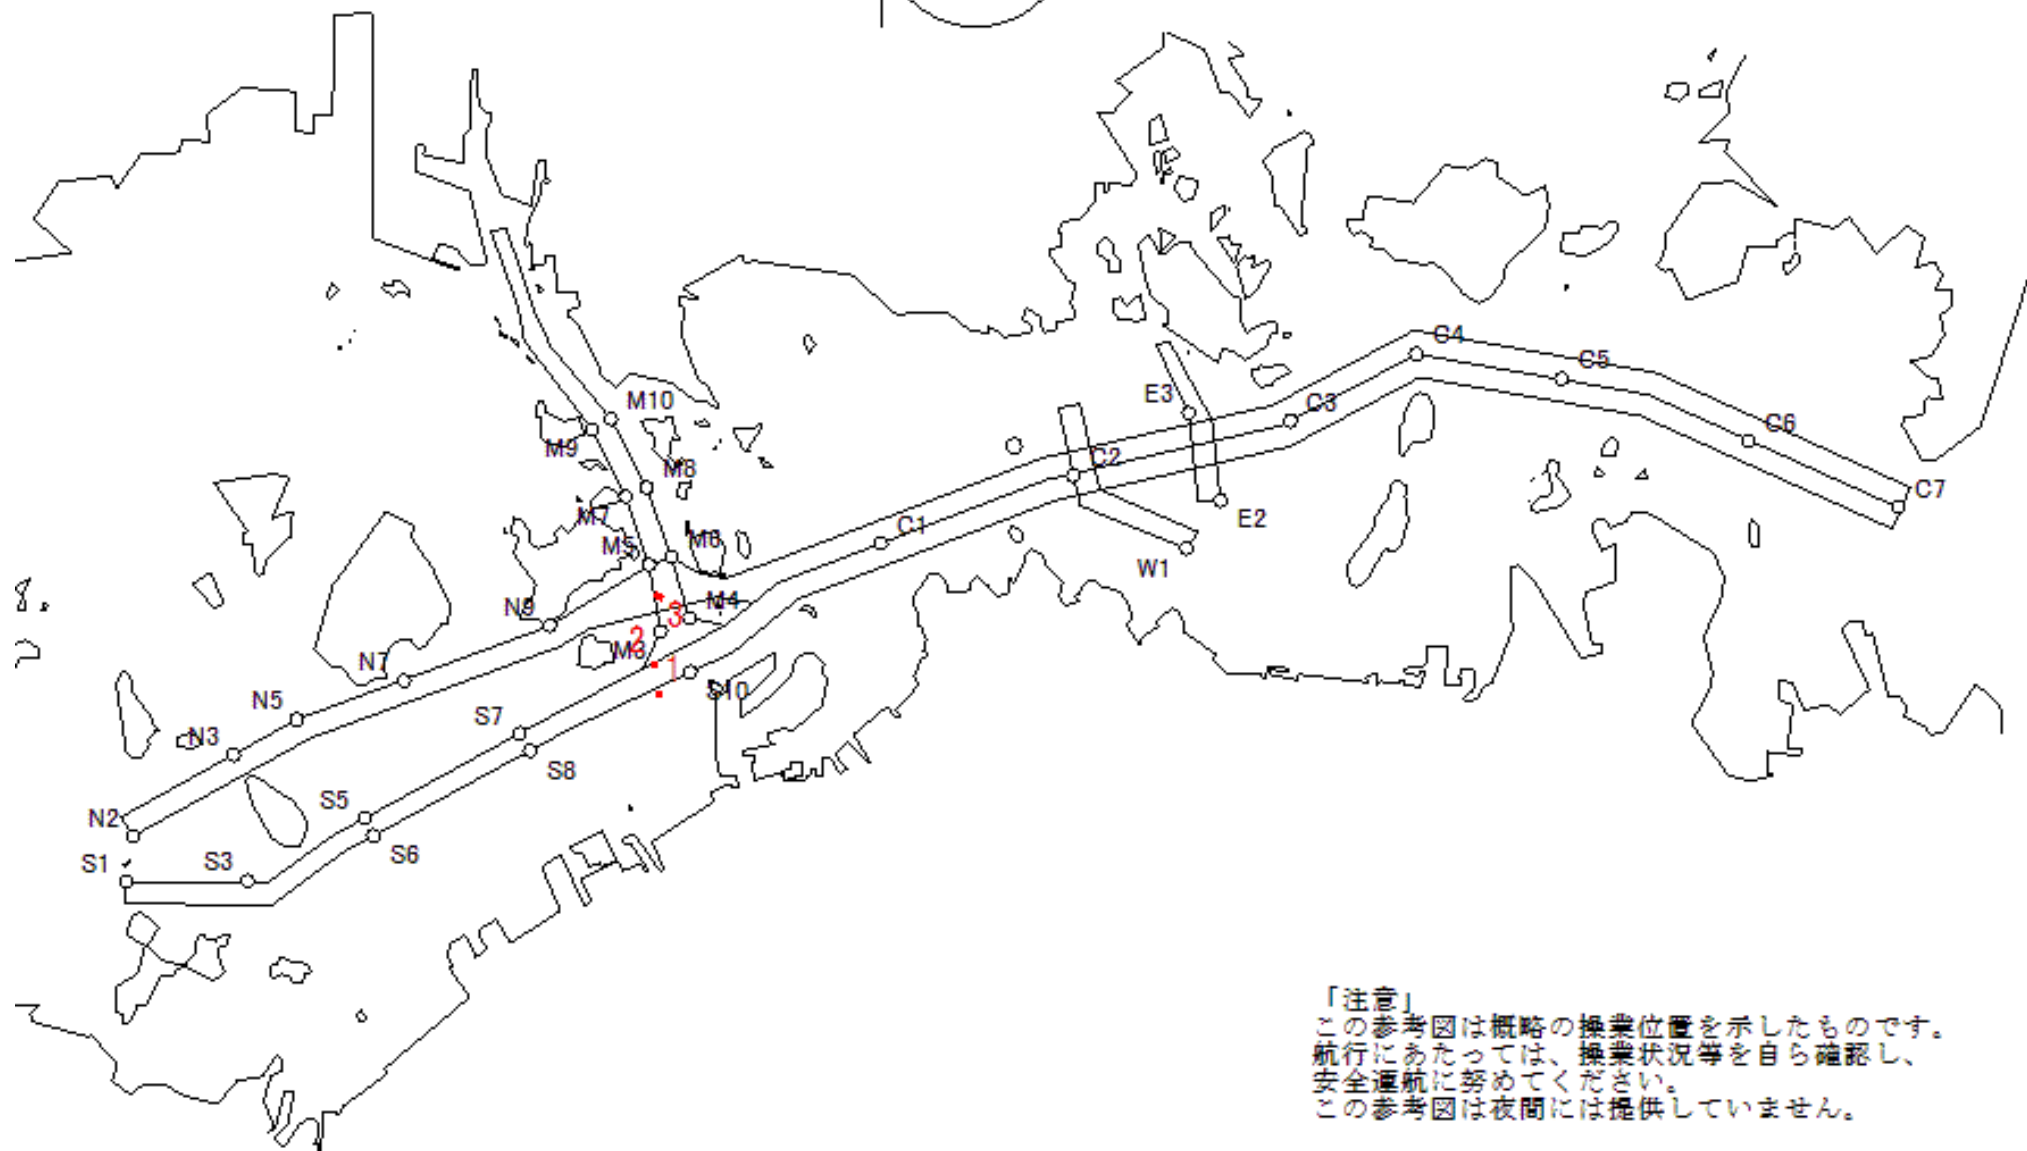 C4
C5
M10
E3
C3
C6
M9
M8
C2
C7
M7
E2
C1
M5
M6
W1
N9
3
M4
2
M3
N7
1
S10
N5
S7
N3
S8
S5
N2
S6
S1
S3
「注意」
この参考図は概略の操業位置を示したものです。
航行にあたっては、操業状況等を自ら確認し、
安全運航に努めてください。
この参考図は夜間には提供していません。